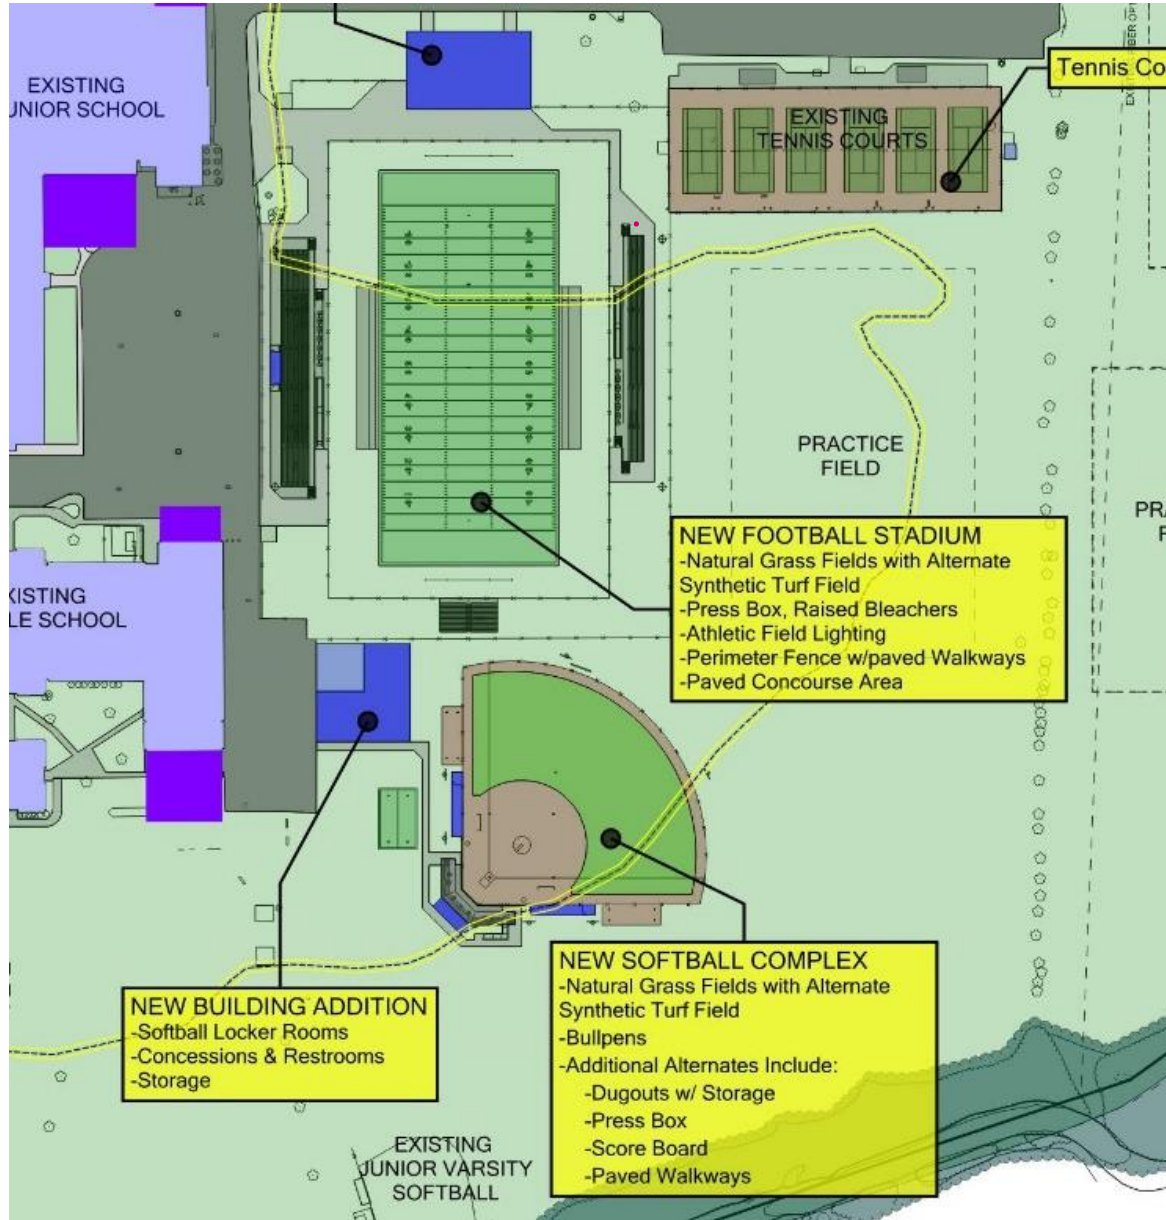 EXISTING
UNIOR SCHOOL
Tennis Co
EXISTING
TENNIS COURTS
PRACTICE
FIELD
PRA
F
NEW FOOTBALL STADIUM
-Natural Grass Fields with Alternate
Synthetic Turf Field
-Press Box, Raised Bleachers
-Athletic Field Lighting
-Perimeter Fence w/paved Walkways
-Paved Concourse Area
XISTING
LE SCHOOL
NEW BUILDING ADDITION
-Softball Locker Rooms
-Concessions & Restrooms
-Storage
NEW SOFTBALL COMPLEX
-Natural Grass Fields with Alternate
Synthetic Turf Field
-Bullpens
-Additional Alternates Include:
-Dugouts w/ Storage
-Press Box
-Score Board
-Paved Walkways
EXISTING
JUNIOR VARSITY
SOFTBALL